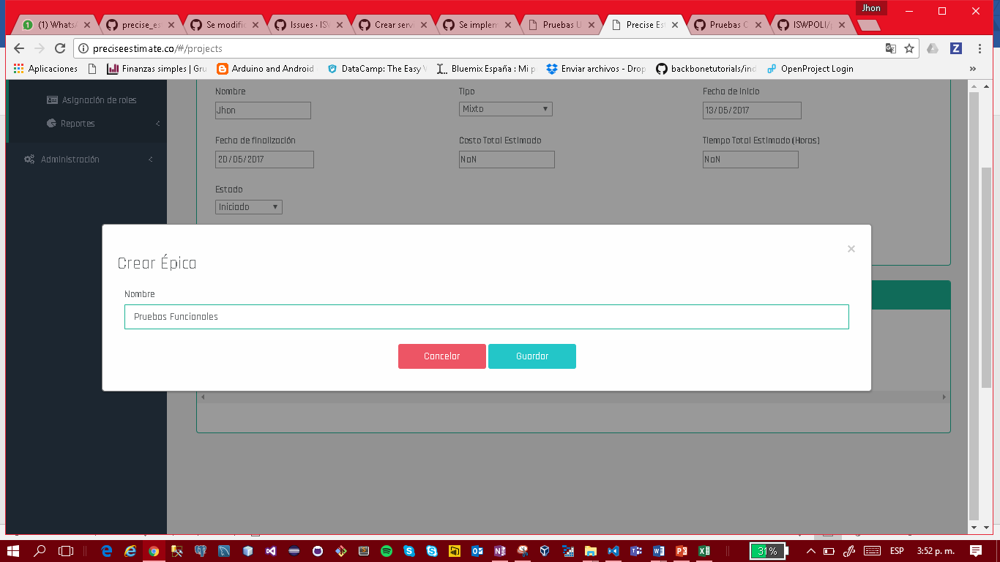 Jhon
(1) Whats
precise_es
Se modific
Issues · IS
Crear serv
Se implem
Pruebas U
Precise Est
Pruebas C
ISWPOLI/p
preciseestimate.co/#/projects
Aplicaciones
Finanzas simples | Gru
Arduino and Android
DataCamp: The Easy
Bluemix España : Mi p
Enviar archivos - Drop
backbonetutorials/ind
OpenProject Login
»
Asignación de roles
Reportes
Administración
Nombre
Tipo
Fecha de inicio
Jhon
Mixto
13/05/2017
Fecha de finalización
Costo Total Estimado
Tiempo Total Estimado (Horas)
20/05/2017
NaN
NaN
Estado
Iniciado
×
Crear Épica
Nombre
Pruebas Funcionales
Cancelar
Guardar
31%
ESP
3:52 p. m.